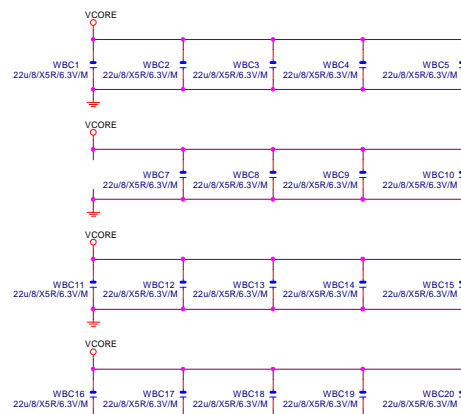 VCORE
WBC1 WBC2 WBC3 WBC4 WBC5
22u/8/X5R/6.3V/M 22u/8/X5R/6.3V/M 22u/8/X5R/6.3V/M 22u/8/X5R/6.3V/M 22u/8/X5R/6.3V/M
VCORE
WBC7 WBC8 WBC9 WBC10
22u/8/X5R/6.3V/M 22u/8/X5R/6.3V/M 22u/8/X5R/6.3V/M 22u/8/X5R/6.3V/M
VCORE
WBC11 WBC12 WBC13 WBC14 WBC15
22u/8/X5R/6.3V/M 22u/8/X5R/6.3V/M 22u/8/X5R/6.3V/M 22u/8/X5R/6.3V/M 22u/8/X5R/6.3V/M
VCORE
WBC16 WBC17 WBC18 WBC19 WBC20
22u/8/X5R/6.3V/M 22u/8/X5R/6.3V/M 22u/8/X5R/6.3V/M 22u/8/X5R/6.3V/M 22u/8/X5R/6.3V/M